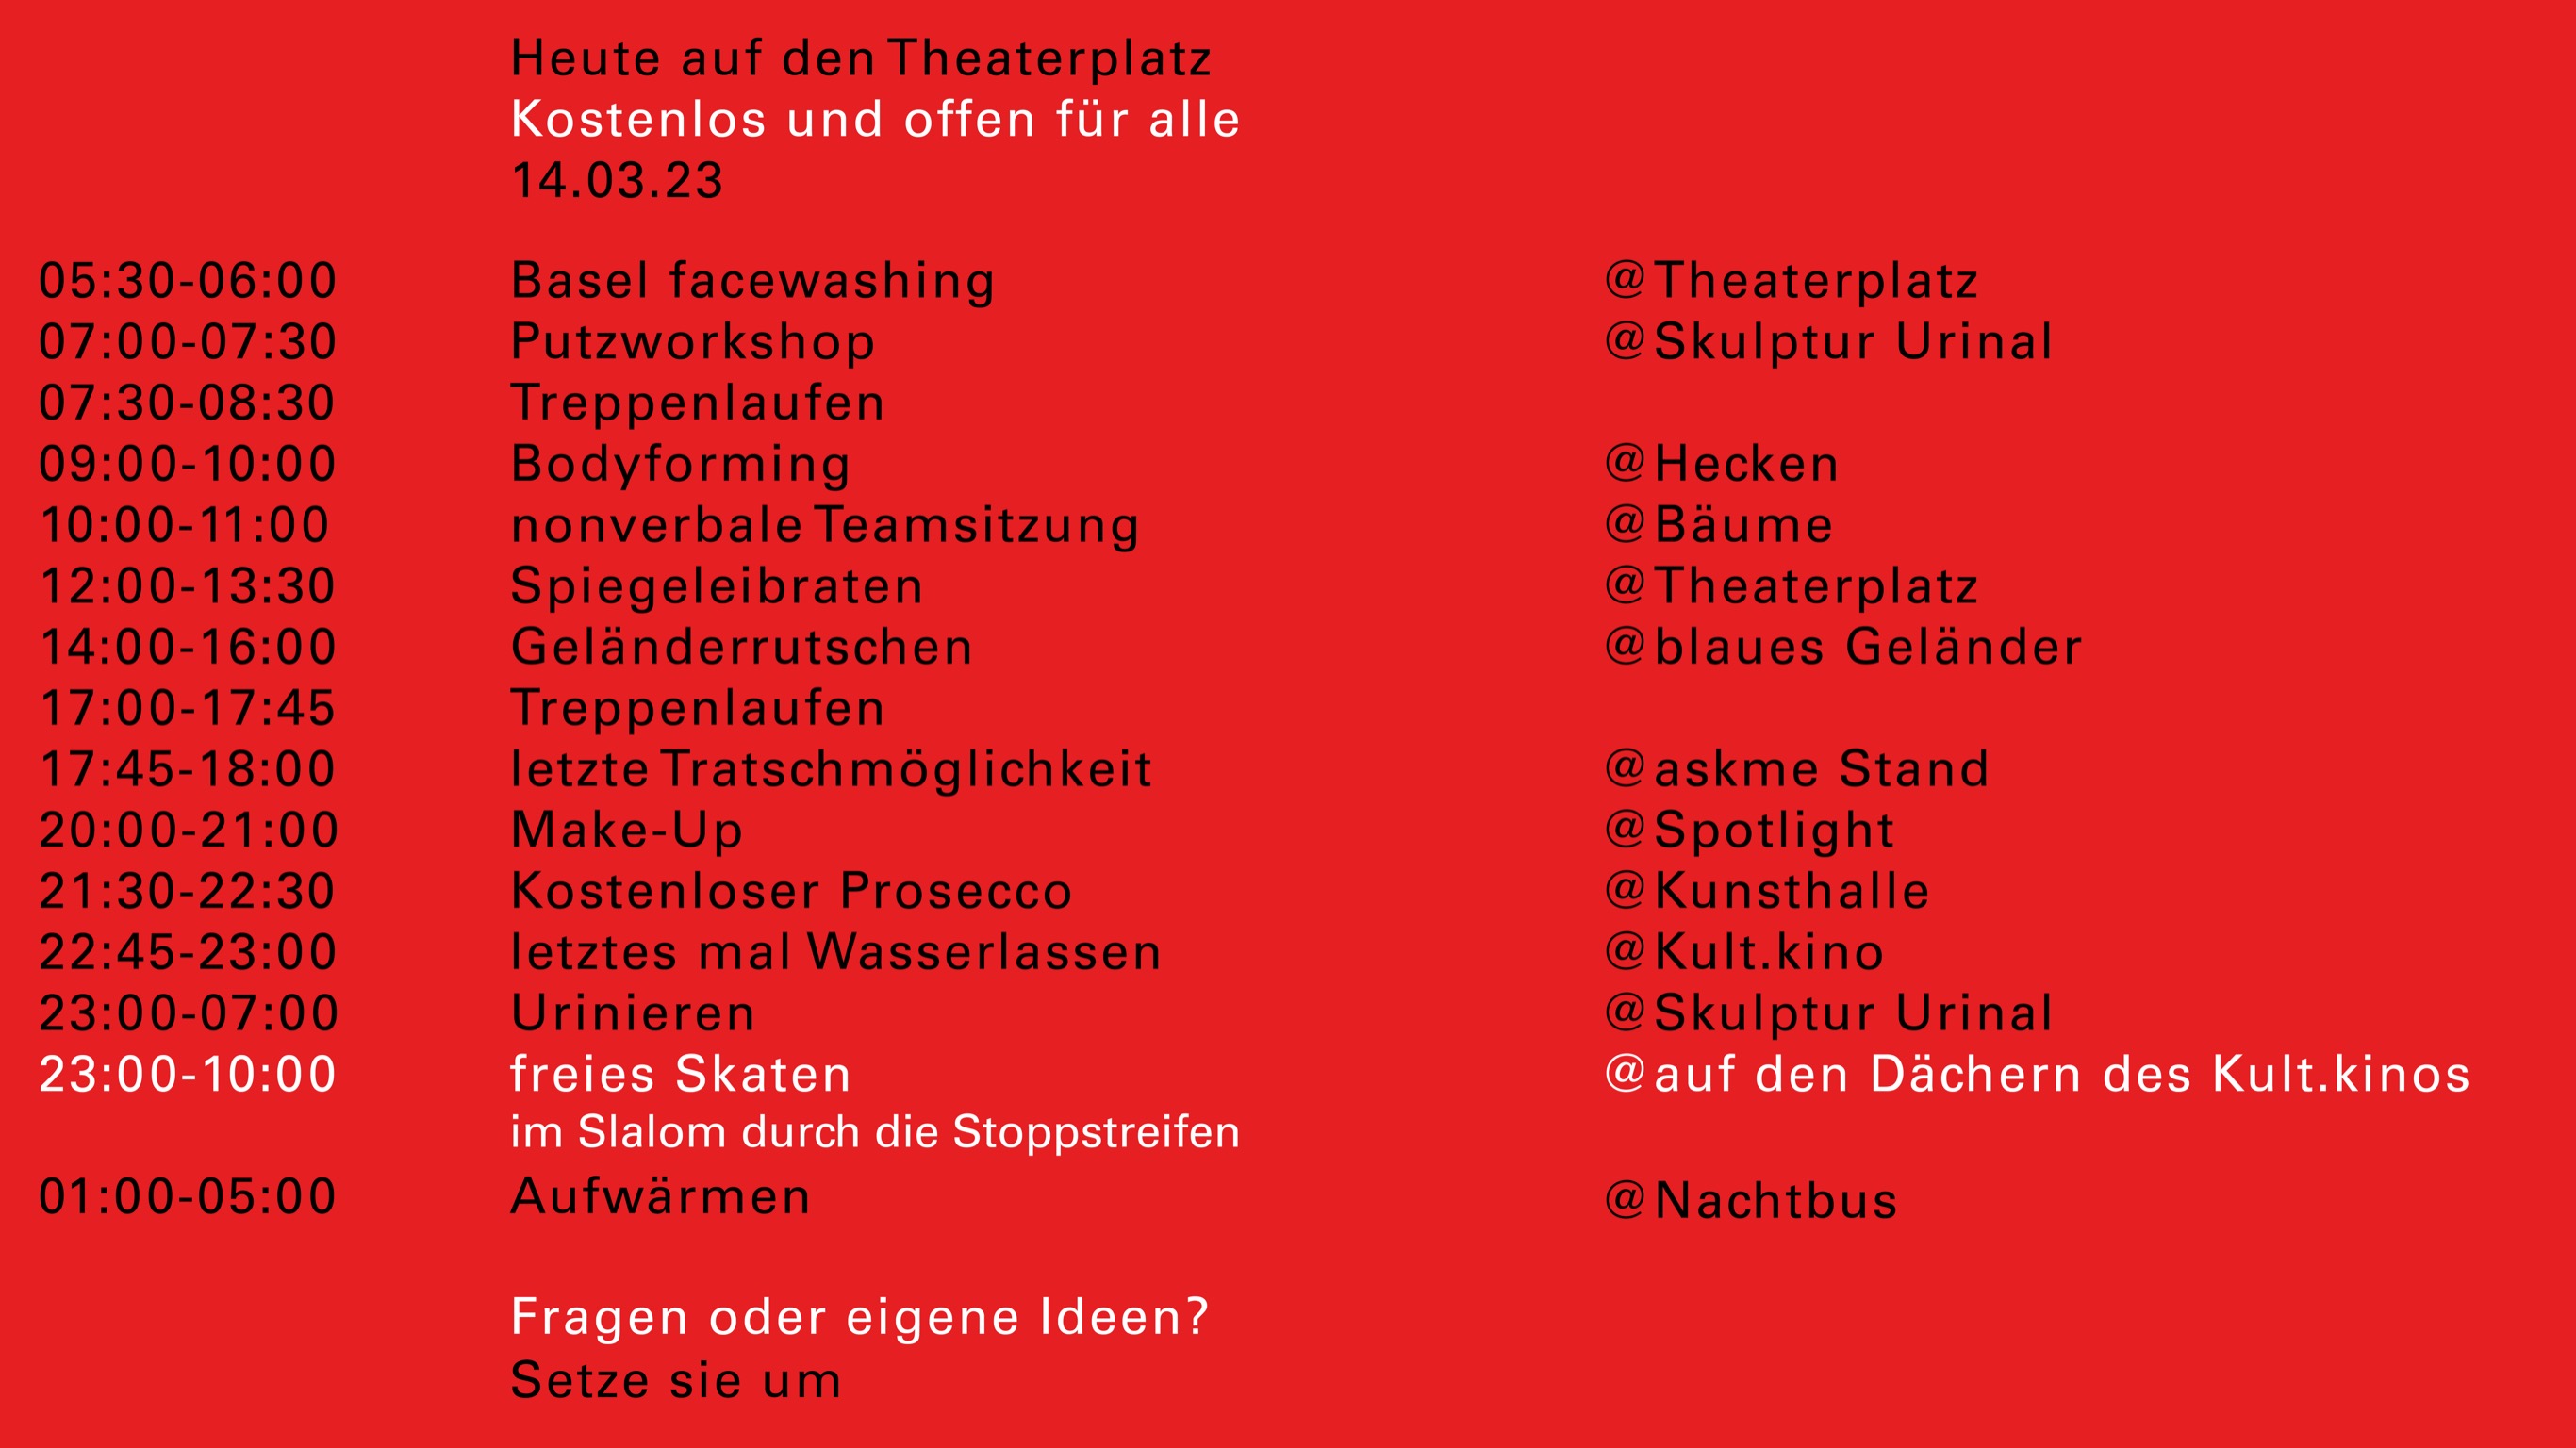 Heute auf den Theaterplatz
Kostenlos und offen für alle
14.03.23
05:30-06:00 Basel facewashing @Theaterplatz
07:00-07:30 Putzworkshop @Skulptur Urinal
07:30-08:30 Treppenlaufen
09:00-10:00 Bodyforming @Hecken
10:00-11:00 nonverbale Teamsitzung @Bäume
12:00-13:30 Spiegeleibraten @Theaterplatz
14:00-16:00 Geländerrutschen @blaues Geländer
17:00-17:45 Treppenlaufen
17:45-18:00 letzte Tratschmöglichkeit @askme Stand
20:00-21:00 Make-Up @Spotlight
21:30-22:30 Kostenloser Prosecco @Kunsthalle
22:45-23:00 letztes mal Wasserlassen @Kult.kino
23:00-07:00 Urinieren @Skulptur Urinal
23:00-10:00 freies Skaten @auf den Dächern des Kult.kinos
im Slalom durch die Stoppstreifen
01:00-05:00 Aufwärmen @Nachtbus
Fragen oder eigene Ideen?
Setze sie um